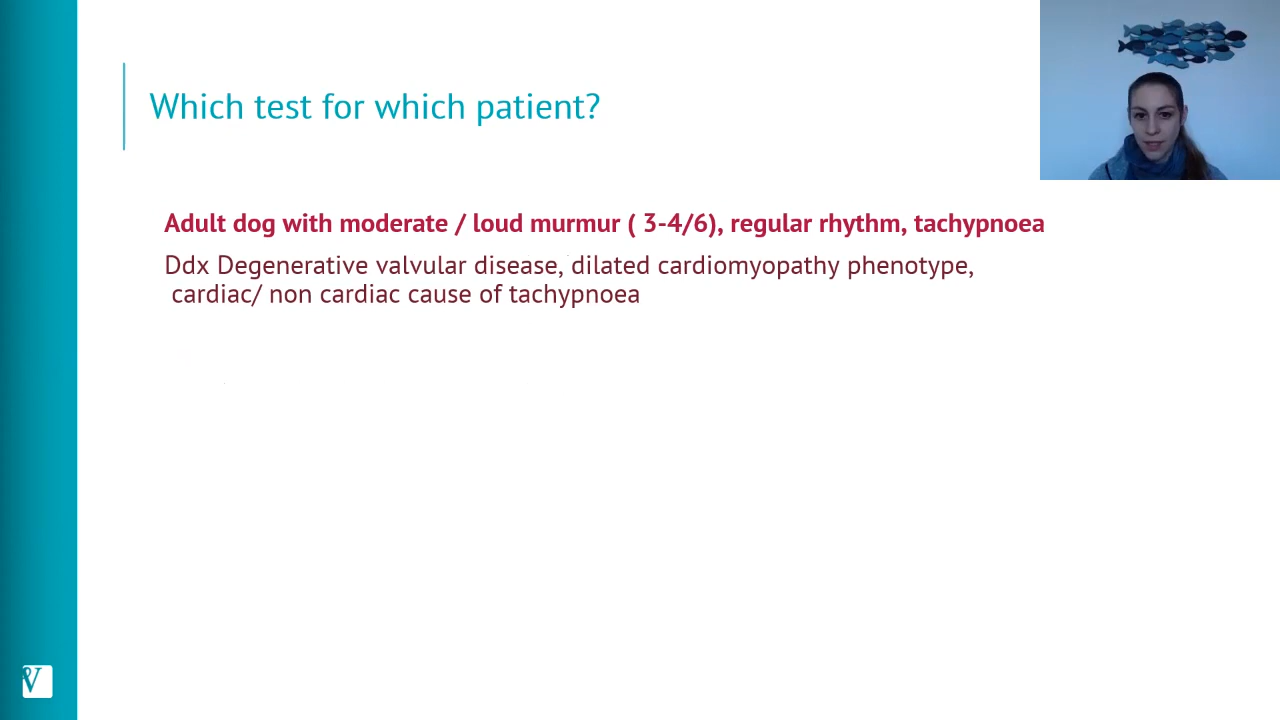 Which test for which patient?
Adult dog with moderate / loud murmur ( 3-4/6), regular rhythm, tachypnoea
Ddx Degenerative valvular disease, dilated cardiomyopathy phenotype,
cardiac/ non cardiac cause of tachypnoea
&V